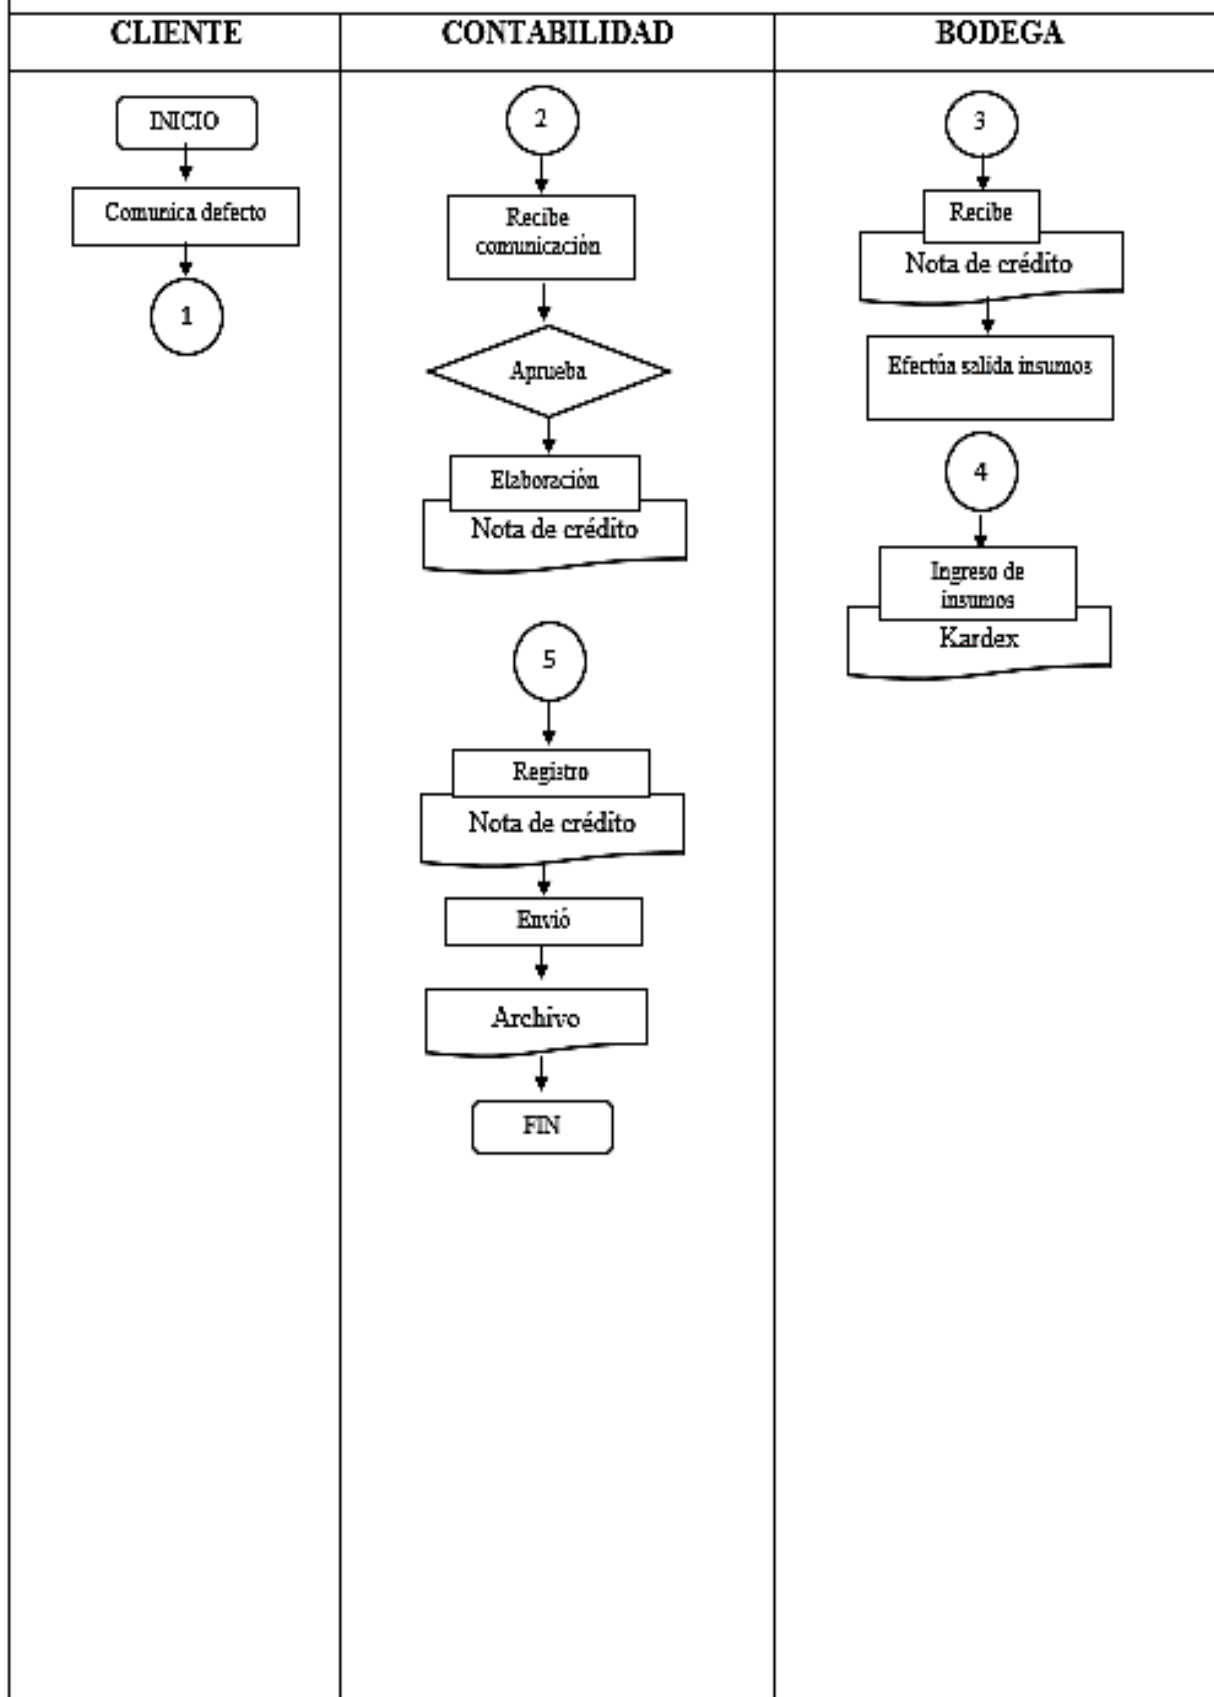 CLIENTE
CONTABILIDAD
BODEGA
INICIO
Comunica defecto
1
2
Recibe
comunicación
Aprueba
Elaboración
Nota de crédito
5
Registro
Nota de crédito
Envió
Archivo
FIN
3
Recibe
Nota de crédito
Efectúa salida insumos
4
Ingreso de
insumos
Kardex